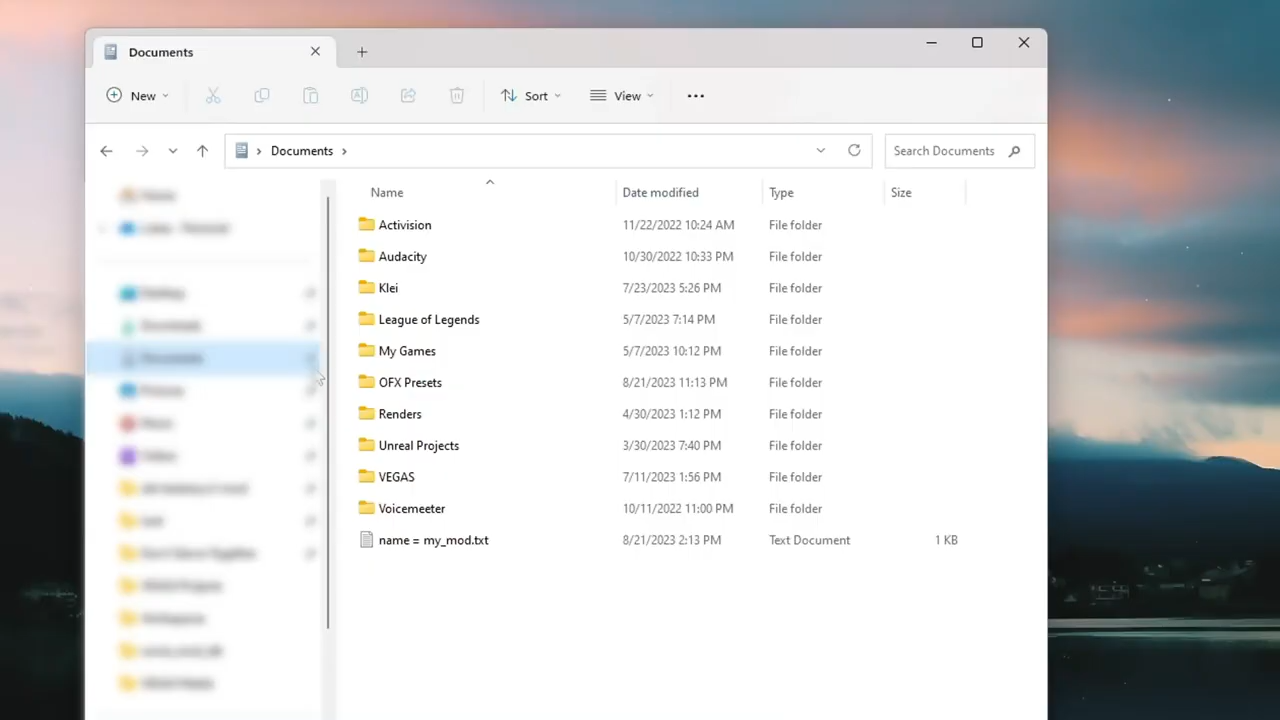 Documents
New
Sort
View
Documents
Search Documents
Name Date modified Type Size
Activision 11/22/2022 10:24 AM File folder
Audacity 10/30/2022 10:33 PM File folder
Klei 7/23/2023 5:26 PM File folder
League of Legends 5/7/2023 7:14 PM File folder
My Games 5/7/2023 10:12 PM File folder
OFX Presets 8/21/2023 11:13 PM File folder
Renders 4/30/2023 1:12 PM File folder
Unreal Projects 3/30/2023 7:40 PM File folder
VEGAS 7/11/2023 1:56 PM File folder
Voicemeeter 10/11/2022 11:00 PM File folder
name = my_mod.txt 8/21/2023 2:13 PM Text Document 1 KB